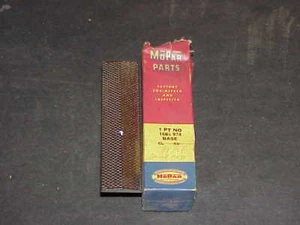 MoPar
PARTS
FACTORY
ENGINEERED
AND
INSPECTED
1 PT NO
BASE
MoPar